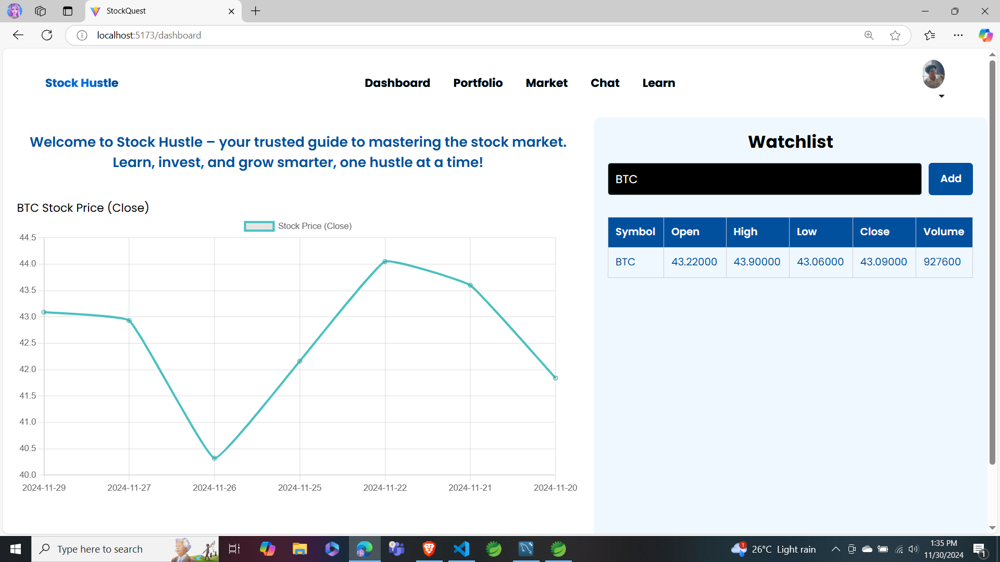 StockQuest
localhost:5173/dashboard
Stock Hustle
Dashboard Portfolio Market Chat Learn
Welcome to Stock Hustle – your trusted guide to mastering the stock market.
Learn, invest, and grow smarter, one hustle at a time!
BTC Stock Price (Close)
Stock Price (Close)
44.5
44.0
43.5
43.0
42.5
42.0
41.5
41.0
40.5
40.0
2024-11-29 2024-11-27 2024-11-26 2024-11-25 2024-11-22 2024-11-21 2024-11-20
Watchlist
BTC Add
Symbol Open High Low Close Volume
BTC 43.22000 43.90000 43.06000 43.09000 927600
Type here to search
1
26°C Light rain
1:35 PM
11/30/2024
1